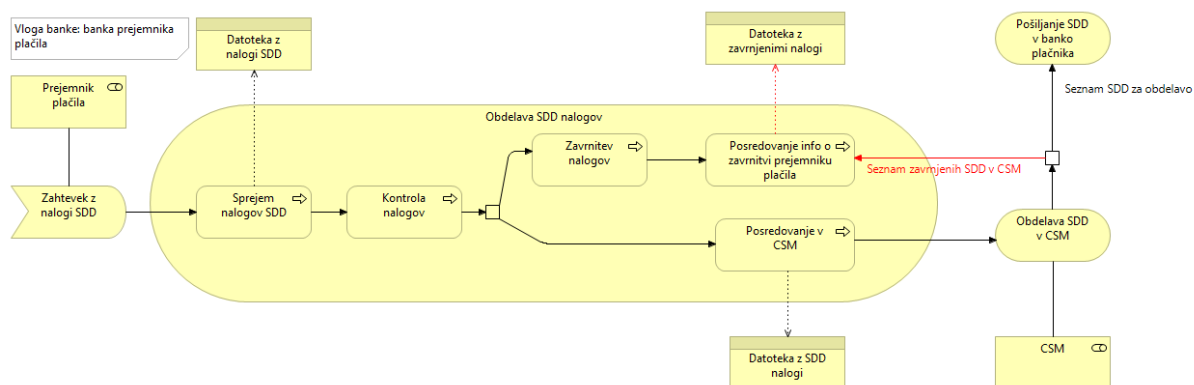 Vloga banke: banka prejemnika
plačila
Datoteka z
nalogi SDD
Datoteka z
zavrnjenimi nalogi
Pošiljanje SDD
v banko
plačnika
Prejemnik
plačila
Seznam SDD za obdelavo
Obdelava SDD nalogov
Zavrnitev
nalogov
Posredovanje info o
zavrnitvi prejemniku
plačila
Seznam zavrnjenih SDD v CSM
Zahtevek z
nalogi SDD
Sprejem
nalogov SDD
Kontrola
nalogov
Posredovanje v
CSM
Obdelava SDD
v CSM
Datoteka z SDD
nalogi
CSM